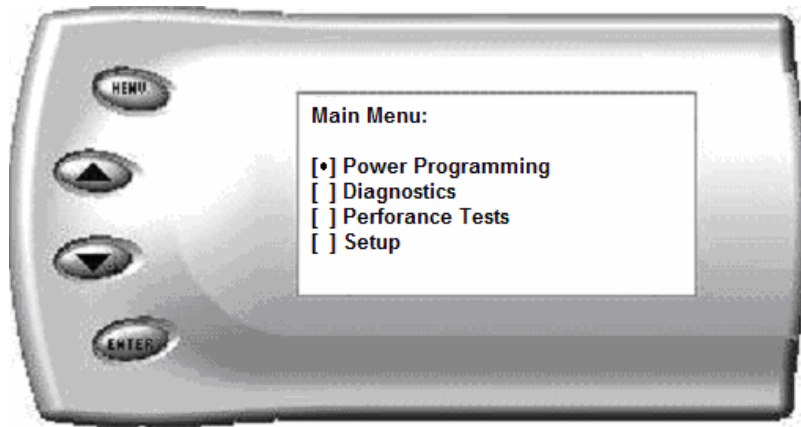 MENU
Main Menu:
[•] Power Programming
[ ] Diagnostics
[ ] Perforance Tests
[ ] Setup
ENTER